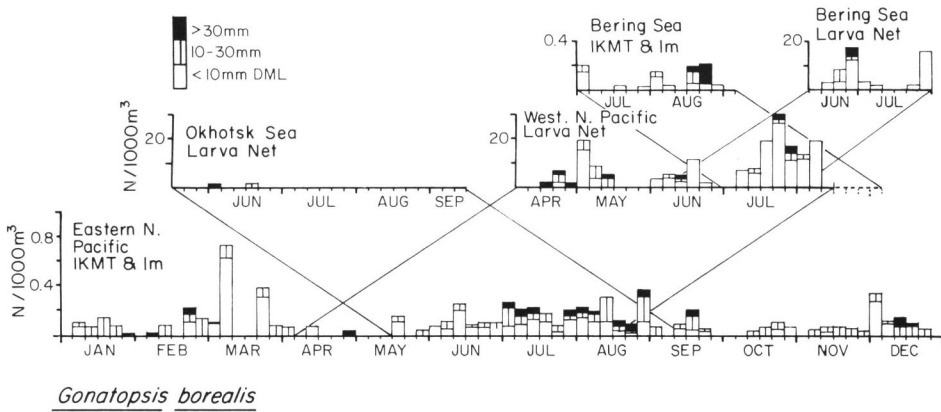 >30mm
10-30mm
<10mm DML
Bering Sea
IKMT & Im
0.4
JUL AUG
Bering Sea
Larva Net
20
JUN JUL
N/1000m³
20
Okhotsk Sea
Larva Net
JUN JUL AUG SEP
West. N. Pacific
Larva Net
20
APR MAY JUN JUL
N/1000m³
0.8
0.4
Eastern N.
Pacific
IKMT & Im
JAN FEB MAR APR MAY JUN JUL AUG SEP OCT NOV DEC
Gonatopsis borealis